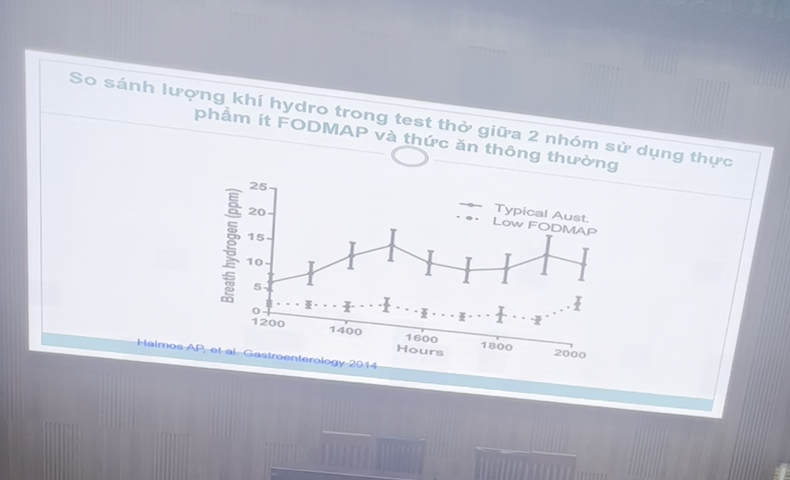 So sánh lượng khí hydro trong test thở giữa 2 nhóm sử dụng thực
phẩm ít FODMAP và thức ăn thông thường
Breath hydrogen (ppm)
25
20
15
10
5
0
Typical Aust.
Low FODMAP
1200
1400
1600
1800
2000
Hours
Halmos AP, et al. Gastroenterology 2014